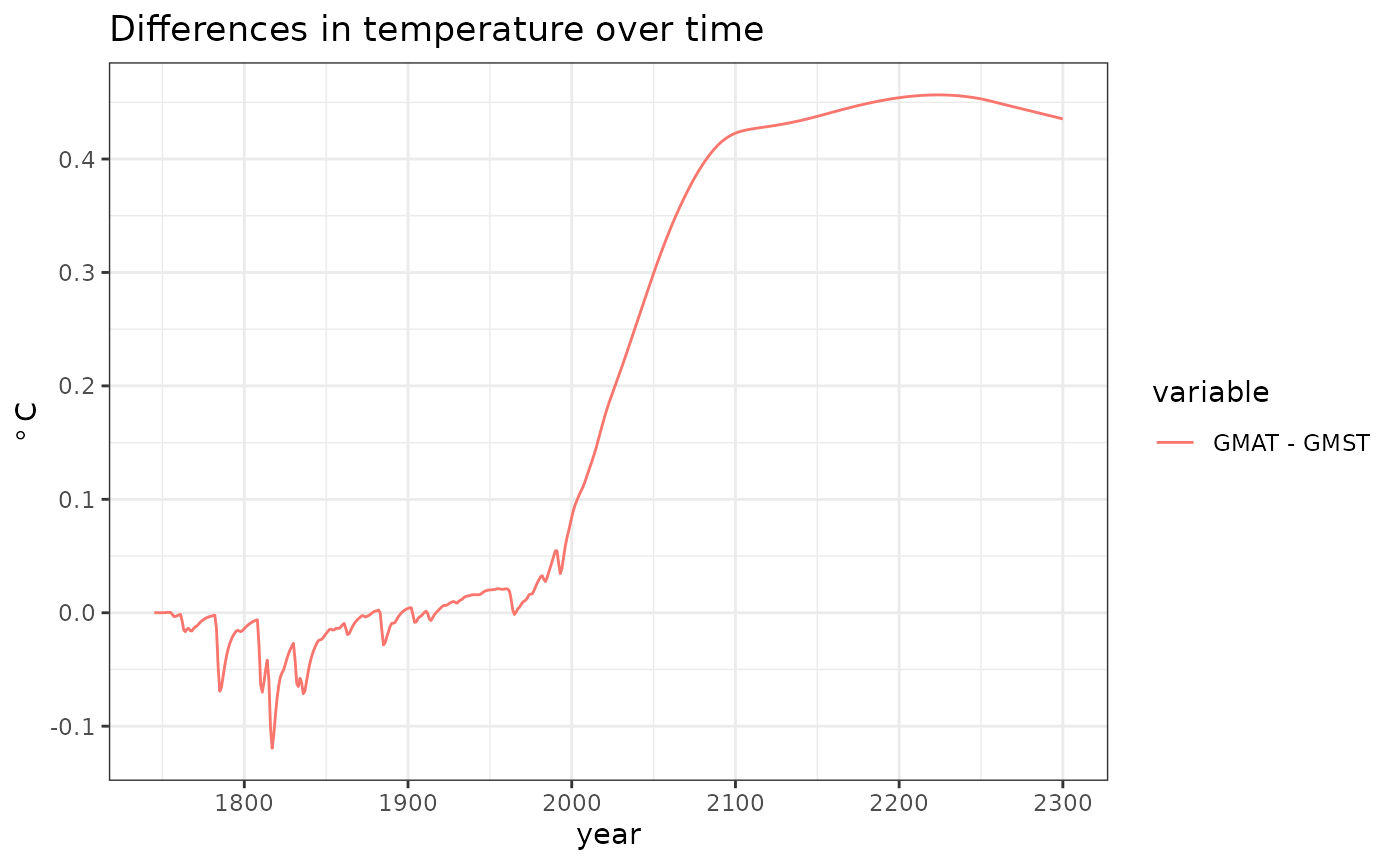 Differences in temperature over time
0.4
0.3
0.2
0.1
0.0
-0.1
°C
1800 1900 2000 2100 2200 2300
year
variable
GMAT - GMST